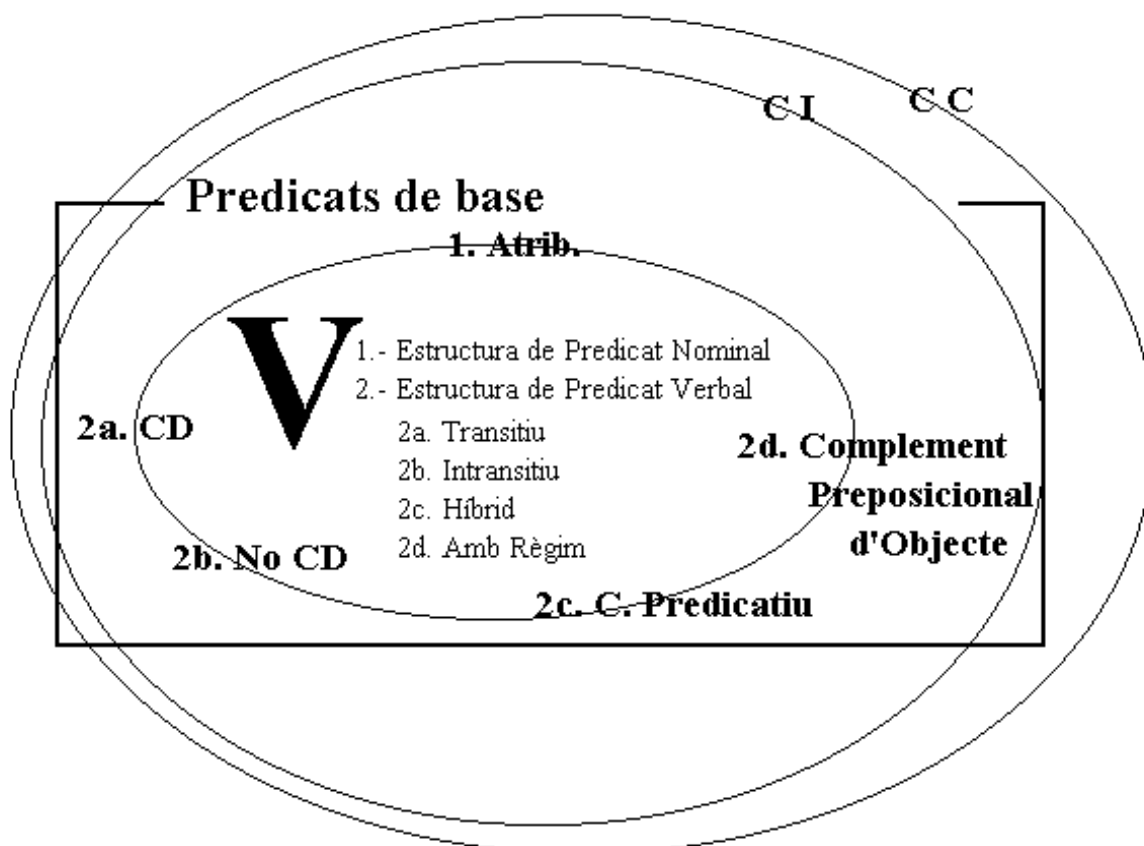 C I
C C
Predicats de base
1. Atrib.
V
1.- Estructura de Predicat Nominal
2.- Estructura de Predicat Verbal
2a. CD
2a. Transitiu
2b. Intransitiu
2c. Híbrid
2d. Amb Règim
2d. Complement
Preposicional
d'Objecte
2b. No CD
2c. C. Predicatiu